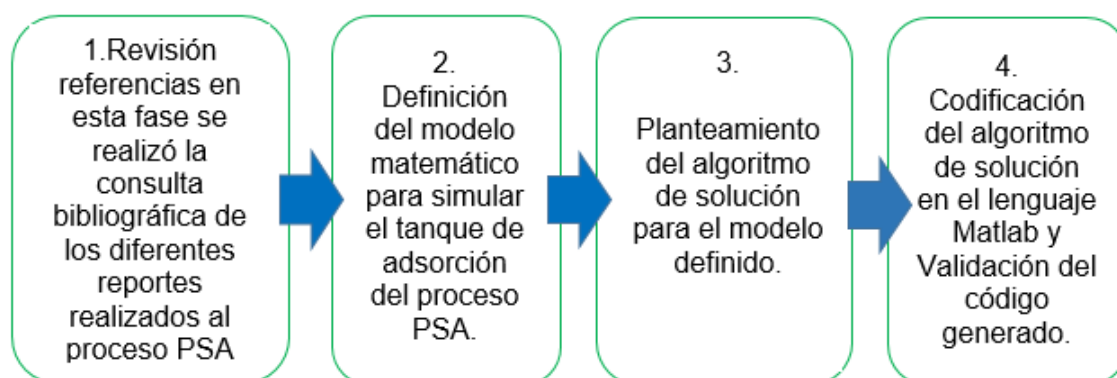 1.Revisión
referencias en
esta fase se
realizó la
consulta
bibliográfica de
los diferentes
reportes
realizados al
proceso PSA
2.
Definición
del modelo
matemático
para simular
el tanque de
adsorción
del proceso
PSA.
3.
Planteamiento
del algoritmo
de solución
para el modelo
definido.
4.
Codificación
del algoritmo
de solución
en el lenguaje
Matlab y
Validación del
código
generado.